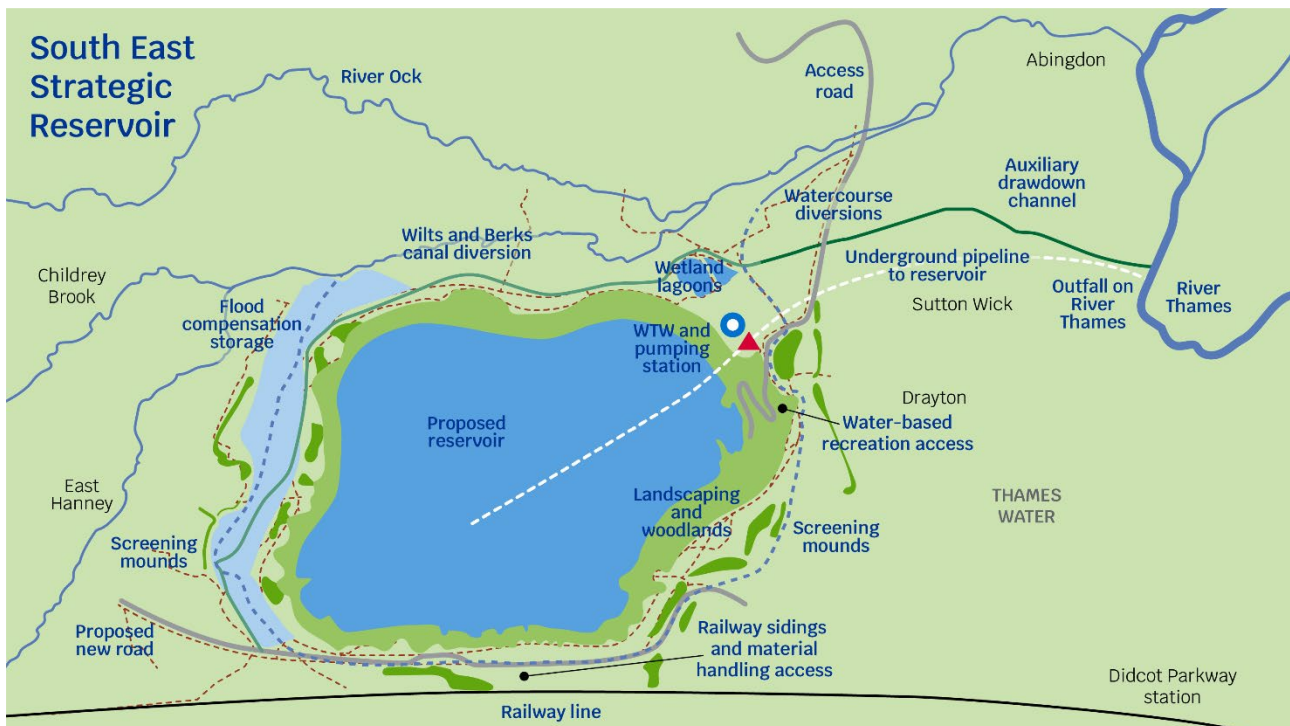 South East
Strategic
Reservoir
River Ock
Access
road
Abingdon
Auxiliary
drawdown
channel
Watercourse
diversions
Wilts and Berks
canal diversion
Childrey
Brook
Wetland
lagoons
Underground pipeline
to reservoir
Flood
compensation
storage
Sutton Wick
Outfall on
River
Thames
River
Thames
WTW and
pumping
station
Drayton
Proposed
reservoir
Water-based
recreation access
East
Hanney
Landscaping
and
woodlands
THAMES
WATER
Screening
mounds
Screening
mounds
Proposed
new road
Railway sidings
and material
handling access
Didcot Parkway
station
Railway line